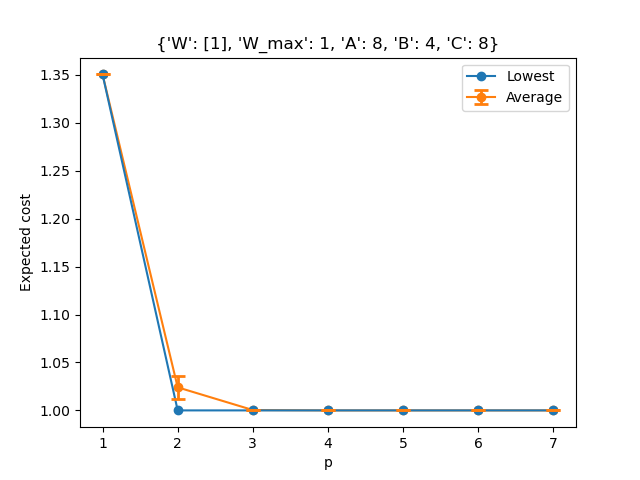 {'W': [1], 'W_max': 1, 'A': 8, 'B': 4, 'C': 8}
Lowest
Average
Expected cost
1.35
1.30
1.25
1.20
1.15
1.10
1.05
1.00
1 2 3 4 5 6 7
p